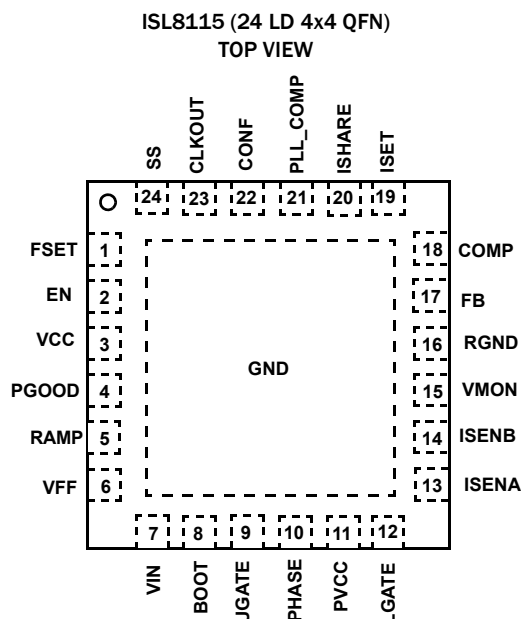 ISL8115 (24 LD 4x4 QFN)
TOP VIEW
SS
CLKOUT
CONF
PLL_COMP
ISHARE
ISET
24 23 22 21 20 19
FSET 1
EN 2
VCC 3
PGOOD 4
RAMP 5
VFF 6
GND
18 COMP
17 FB
16 RGND
15 VMON
14 ISENB
13 ISENA
7 8 9 10 11 12
VIN
BOOT
UGATE
PHASE
PVCC